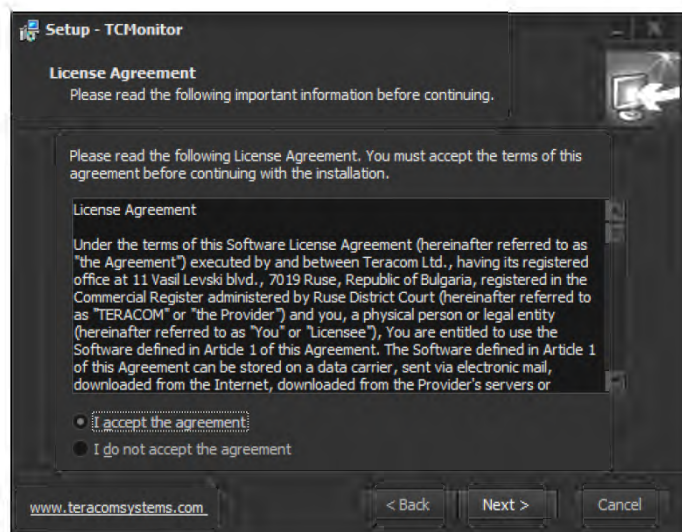 Setup - TCMonitor
License Agreement
Please read the following important information before continuing.
Please read the following License Agreement. You must accept the terms of this
agreement before continuing with the installation.
License Agreement
Under the terms of this Software License Agreement (hereinafter referred to as
"the Agreement") executed by and between Teracom Ltd., having its registered
office at 11 Vasil Levski blvd., 7019 Ruse, Republic of Bulgaria, registered in the
Commercial Register administered by Ruse District Court (hereinafter referred to
as "TERACOM" or "the Provider") and you, a physical person or legal entity
(hereinafter referred to as "You" or "Licensee"), You are entitled to use the
Software defined in Article 1 of this Agreement. The Software defined in Article 1
of this Agreement can be stored on a data carrier, sent via electronic mail,
downloaded from the Internet, downloaded from the Provider's servers or
I accept the agreement
I do not accept the agreement
www.teracomsystems.com
< Back
Next >
Cancel